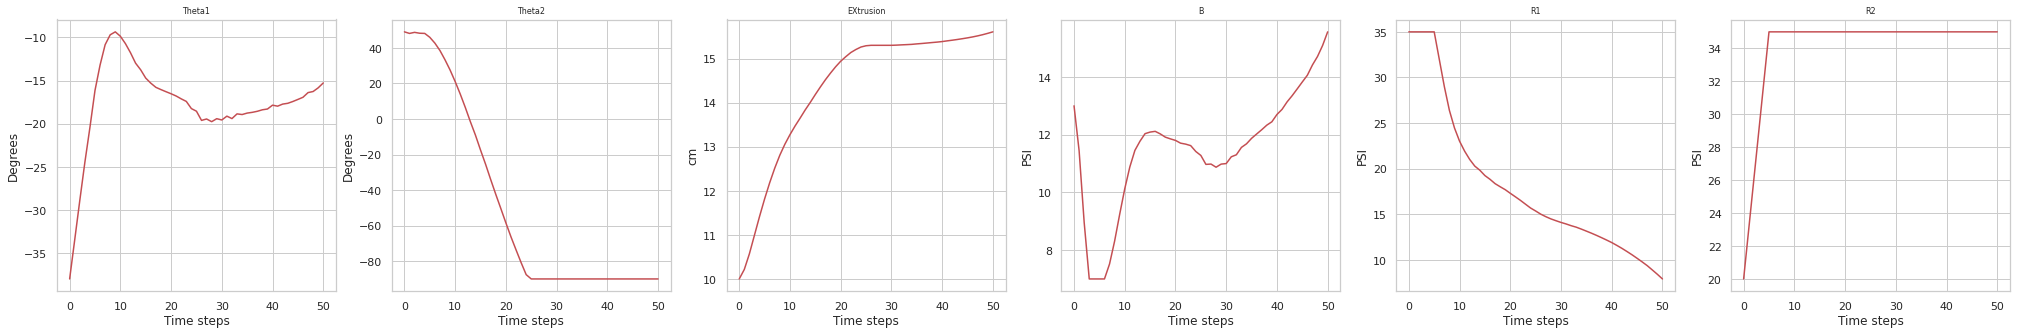 Theta1
Degrees
−10
−15
−20
−25
−30
−35
0 10 20 30 40 50
Time steps
Theta2
Degrees
40
20
0
−20
−40
−60
−80
0 10 20 30 40 50
Time steps
EXtrusion
cm
15
14
13
12
11
10
0 10 20 30 40 50
Time steps
B
PSI
14
12
10
8
0 10 20 30 40 50
Time steps
R1
PSI
35
30
25
20
15
10
0 10 20 30 40 50
Time steps
R2
PSI
34
32
30
28
26
24
22
20
0 10 20 30 40 50
Time steps